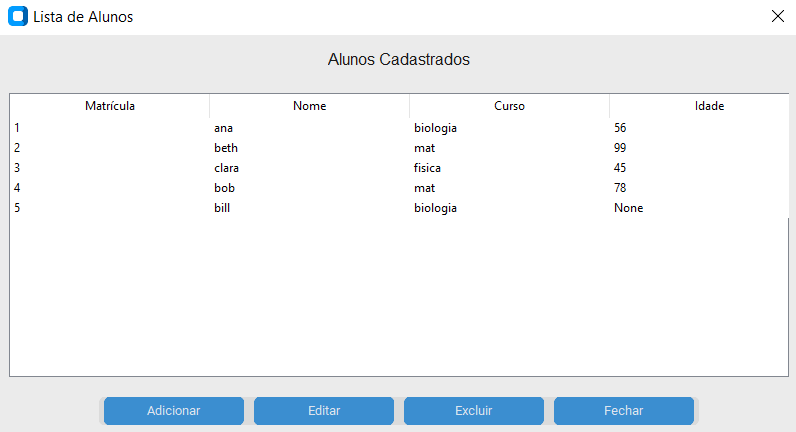 Lista de Alunos
Alunos Cadastrados
Matrícula Nome Curso Idade
1 ana biologia 56
2 beth mat 99
3 clara fisica 45
4 bob mat 78
5 bill biologia None
Adicionar Editar Excluir Fechar